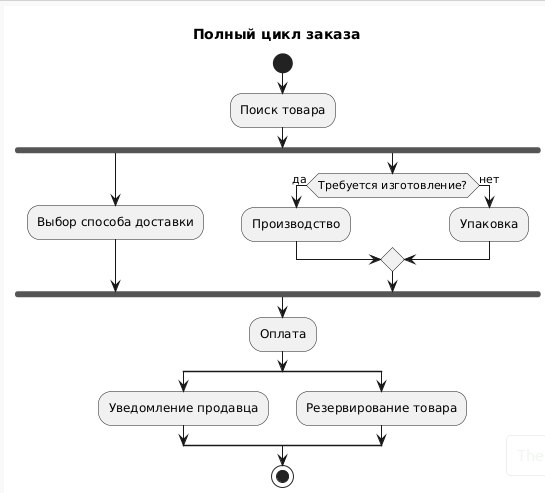 Полный цикл заказа
Поиск товара
Требуется изготовление?
да
нет
Выбор способа доставки
Производство
Упаковка
Оплата
Уведомление продавца
Резервирование товара
The